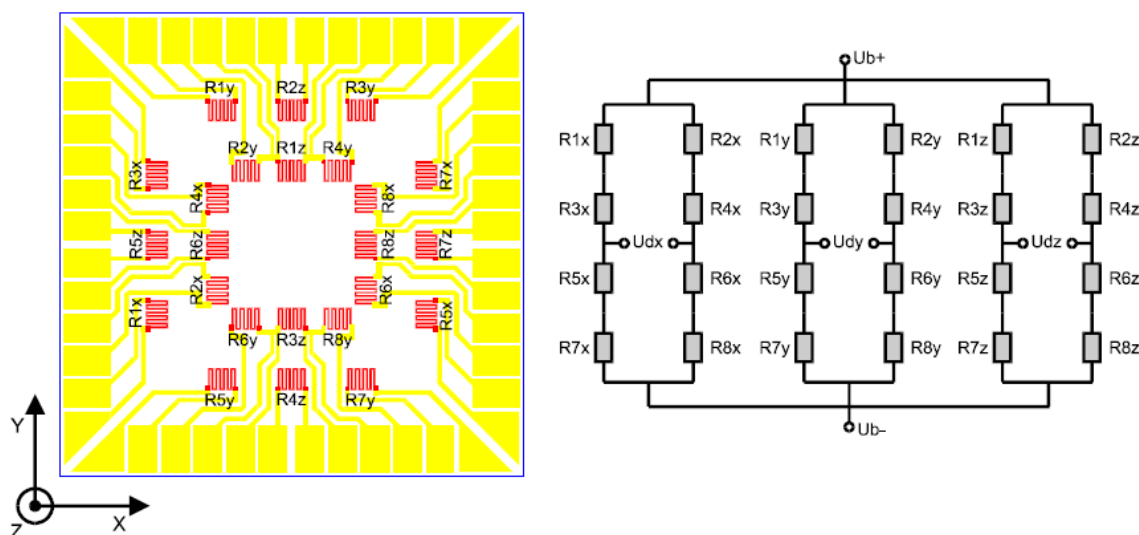 R1y R2z R3y
R2y R1z R4y
R3x R4x R8x R7x
R5z R6z R8z R7z
R1x R2x R6x R5x
R6y R3z R8y
R5y R4z R7y
Y
Z
X
Ub+
R1x R2x R1y R2y R1z R2z
R3x R4x R3y R4y R3z R4z
Udx Udy Udz
R5x R6x R5y R6y R5z R6z
R7x R8x R7y R8y R7z R8z
Ub–